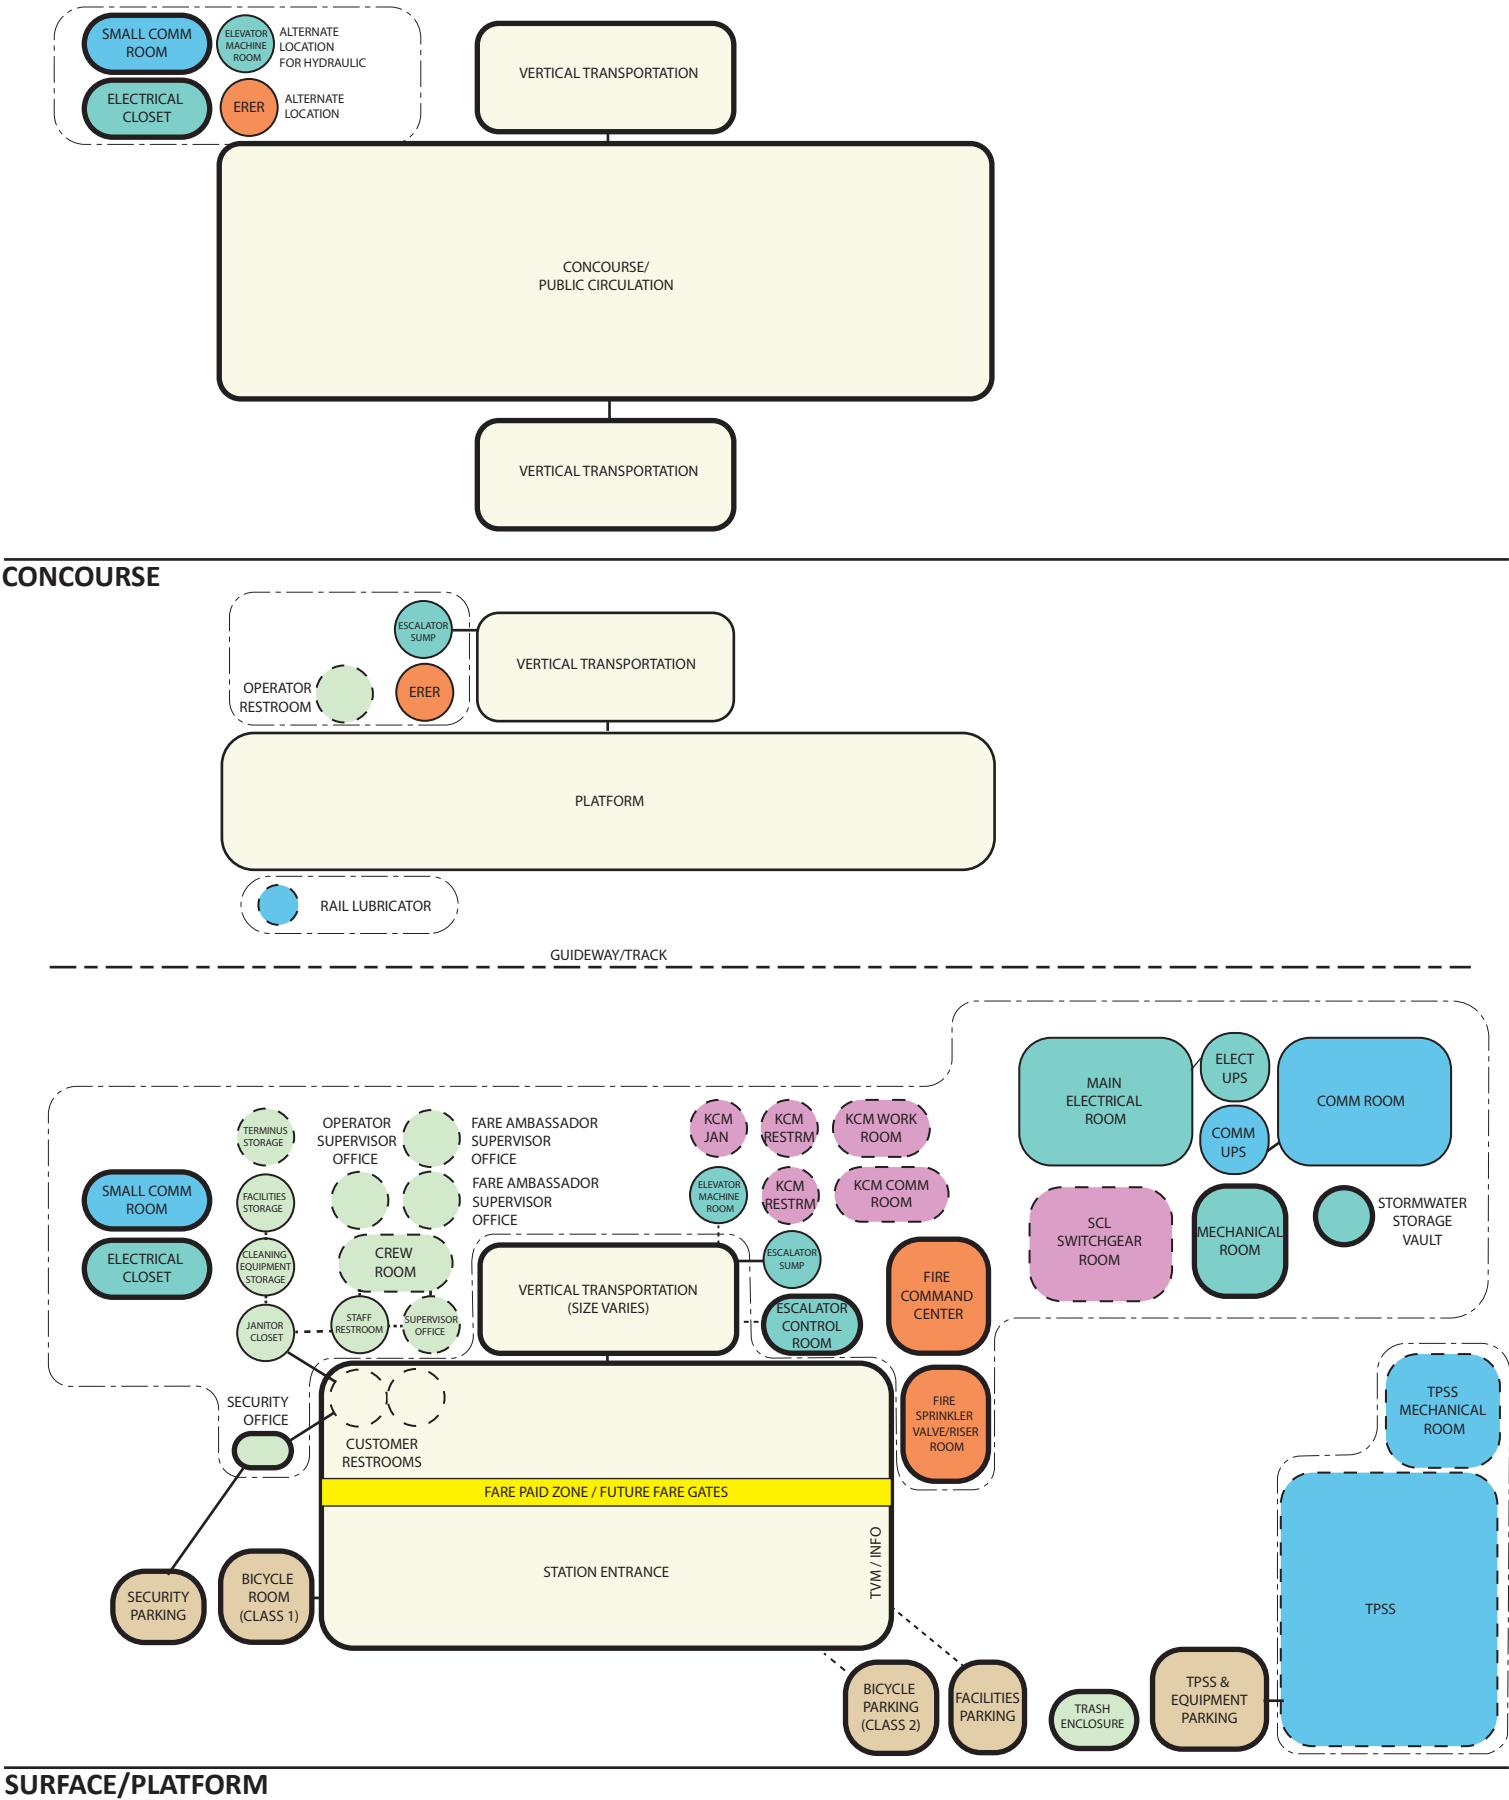 SMALL COMM
ROOM
ELEVATOR
MACHINE
ROOM
ALTERNATE
LOCATION
FOR HYDRAULIC
ELECTRICAL
CLOSET
ERER
ALTERNATE
LOCATION
VERTICAL TRANSPORTATION
CONCOURSE/
PUBLIC CIRCULATION
VERTICAL TRANSPORTATION
CONCOURSE
ESCALATOR
SUMP
VERTICAL TRANSPORTATION
OPERATOR
RESTROOM
ERER
PLATFORM
RAIL LUBRICATOR
GUIDEWAY/TRACK
MAIN
ELECTRICAL
ROOM
ELECT
UPS
COMM
UPS
COMM ROOM
TERMINUS
STORAGE
OPERATOR
SUPERVISOR
OFFICE
FARE AMBASSADOR
SUPERVISOR
OFFICE
KCM
JAN
KCM
RESTRM
KCM WORK
ROOM
SMALL COMM
ROOM
FACILITIES
STORAGE
FARE AMBASSADOR
SUPERVISOR
OFFICE
ELEVATOR
MACHINE
ROOM
KCM
RESTRM
KCM COMM
ROOM
SCL
SWITCHGEAR
ROOM
MECHANICAL
ROOM
STORMWATER
STORAGE
VAULT
ELECTRICAL
CLOSET
CLEANING
EQUIPMENT
STORAGE
CREW
ROOM
VERTICAL TRANSPORTATION
(SIZE VARIES)
ESCALATOR
SUMP
FIRE
COMMAND
CENTER
JANITOR
CLOSET
STAFF
RESTROOM
SUPERVISOR
OFFICE
ESCALATOR
CONTROL
ROOM
SECURITY
OFFICE
CUSTOMER
RESTROOMS
FIRE
SPRINKLER
VALVE/RISER
ROOM
TPSS
MECHANICAL
ROOM
FARE PAID ZONE / FUTURE FARE GATES
STATION ENTRANCE
TVM / INFO
SECURITY
PARKING
BICYCLE
ROOM
(CLASS 1)
TPSS
BICYCLE
PARKING
(CLASS 2)
FACILITIES
PARKING
TRASH
ENCLOSURE
TPSS &
EQUIPMENT
PARKING
SURFACE/PLATFORM